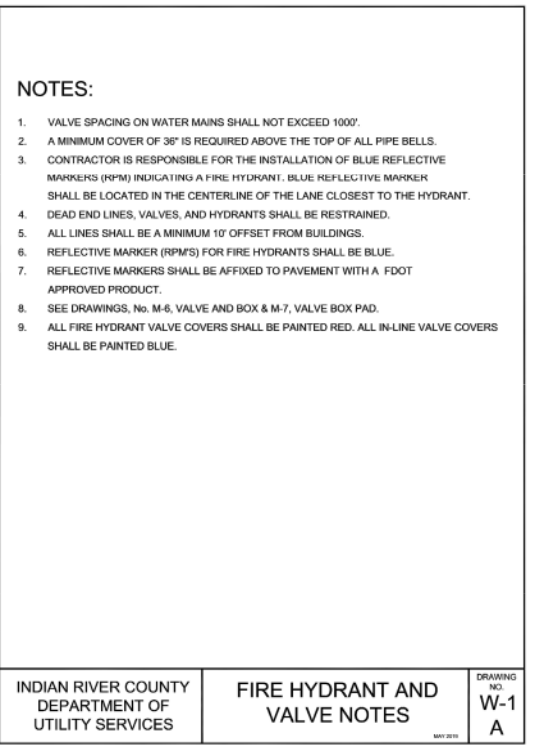 NOTES:
1. VALVE SPACING ON WATER MAINS SHALL NOT EXCEED 1000'.
2. A MINIMUM COVER OF 36" IS REQUIRED ABOVE THE TOP OF ALL PIPE BELLS.
3. CONTRACTOR IS RESPONSIBLE FOR THE INSTALLATION OF BLUE REFLECTIVE
MARKERS (RPM) INDICATING A FIRE HYDRANT. BLUE REFLECTIVE MARKER
SHALL BE LOCATED IN THE CENTERLINE OF THE LANE CLOSEST TO THE HYDRANT.
4. DEAD END LINES, VALVES, AND HYDRANTS SHALL BE RESTRAINED.
5. ALL LINES SHALL BE A MINIMUM 10' OFFSET FROM BUILDINGS.
6. REFLECTIVE MARKER (RPM'S) FOR FIRE HYDRANTS SHALL BE BLUE.
7. REFLECTIVE MARKERS SHALL BE AFFIXED TO PAVEMENT WITH A FDOT
APPROVED PRODUCT.
8. SEE DRAWINGS, No. M-6, VALVE AND BOX & M-7, VALVE BOX PAD.
9. ALL FIRE HYDRANT VALVE COVERS SHALL BE PAINTED RED. ALL IN-LINE VALVE COVERS
SHALL BE PAINTED BLUE.
INDIAN RIVER COUNTY
DEPARTMENT OF
UTILITY SERVICES
FIRE HYDRANT AND
VALVE NOTES
MAY
DRAWING
NO.
W-1
A